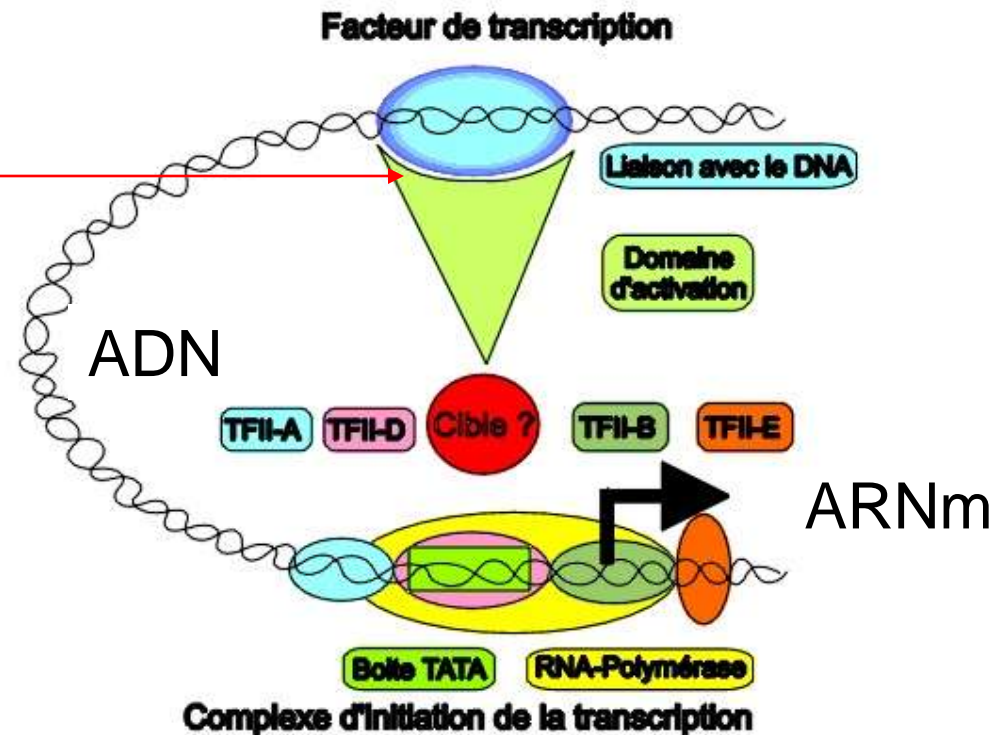 Facteur de transcription
Liaison avec le DNA
Domaine
d'activation
ADN
TFII-A
TFII-D
Cible ?
TFII-B
TFII-E
ARNm
Boite TATA
RNA-Polymérase
Complexe d'initiation de la transcription